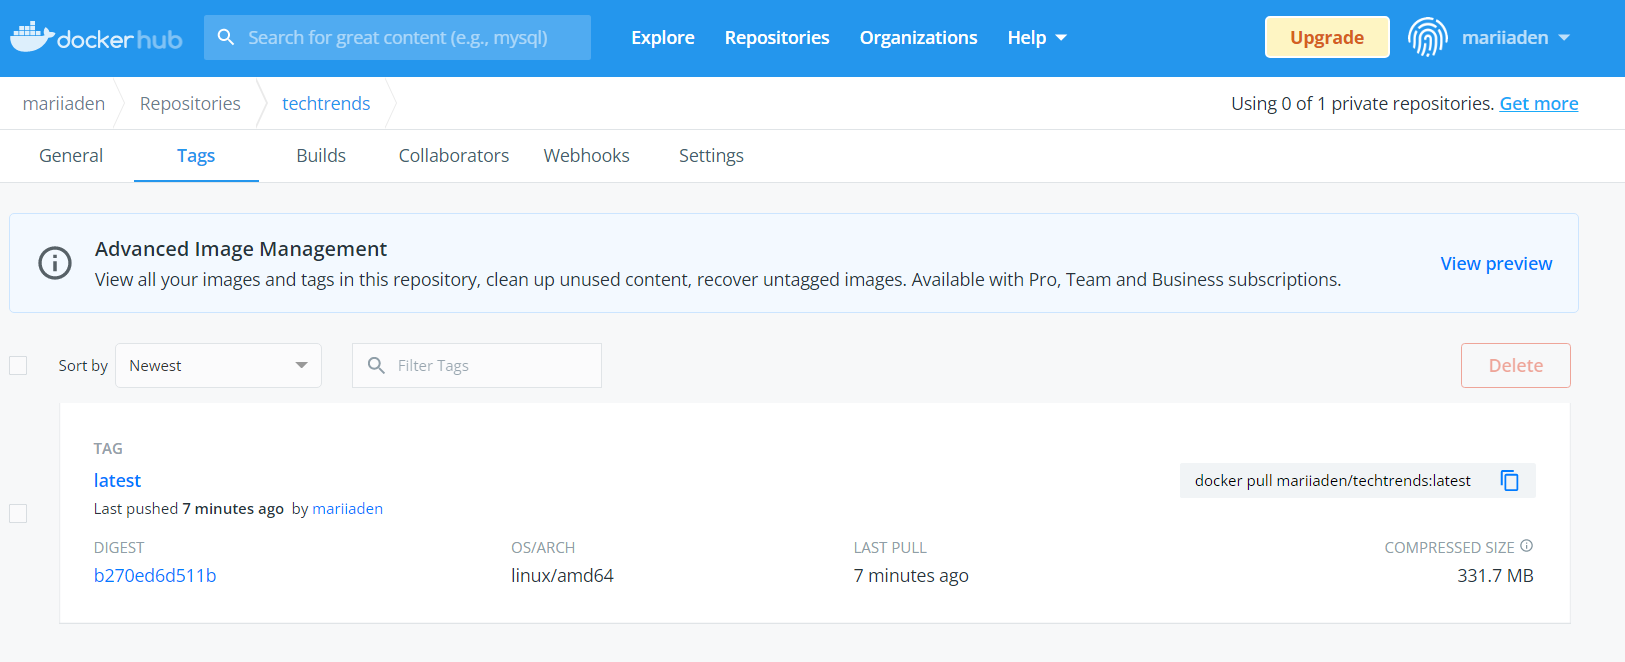 docker hub Search for great content (e.g., mysql) Explore Repositories Organizations Help Upgrade mariiaden
mariiaden Repositories techtrends Using 0 of 1 private repositories. Get more
General Tags Builds Collaborators Webhooks Settings
Advanced Image Management
View all your images and tags in this repository, clean up unused content, recover untagged images. Available with Pro, Team and Business subscriptions.
View preview
Sort by Newest Filter Tags Delete
TAG
latest
docker pull mariiaden/techtrends:latest
Last pushed 7 minutes ago by mariiaden
DIGEST OS/ARCH LAST PULL COMPRESSED SIZE
b270ed6d511b linux/amd64 7 minutes ago 331.7 MB